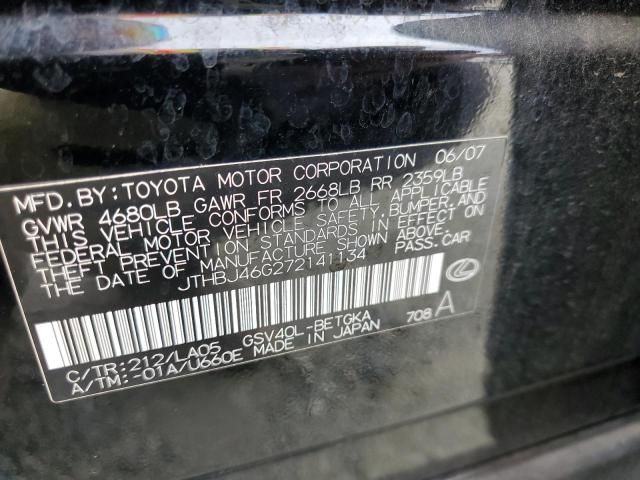 MFD. BY: TOYOTA MOTOR CORPORATION 06/07
GVWR 4680LB GAWR FR 2668LB RR 2359LB
THIS VEHICLE CONFORMS TO ALL APPLICABLE
FEDERAL MOTOR VEHICLE SAFETY, BUMPER, AND
THEFT PREVENTION STANDARDS IN EFFECT ON
THE DATE OF MANUFACTURE SHOWN ABOVE.
JTHBJ46G272141134 PASS. CAR
C/TR: 212/LA05 GSV40L-BETGKA 708 A
A/TM: -01A/U660E MADE IN JAPAN